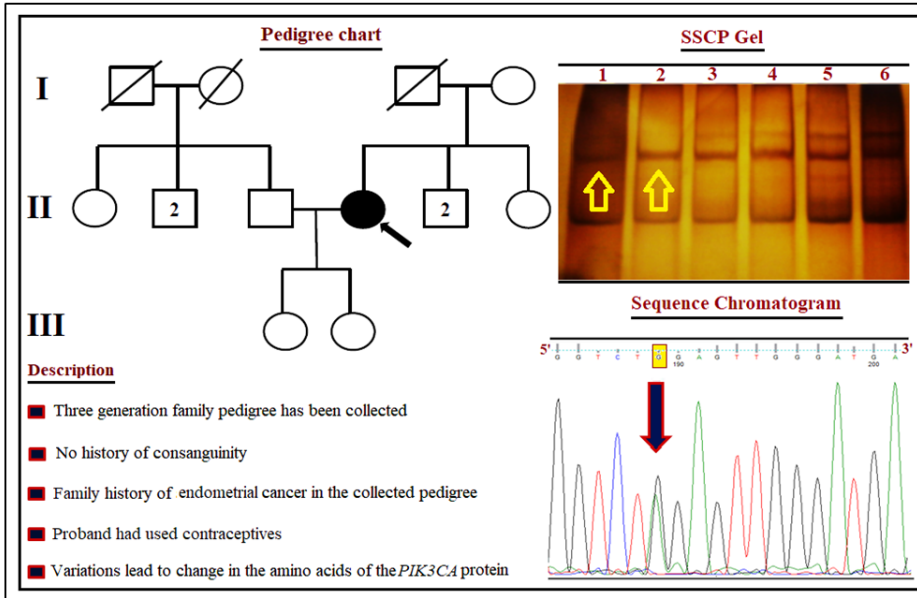 Pedigree chart
I
II
2
2
III
Description
Three generation family pedigree has been collected
No history of consanguinity
Family history of endometrial cancer in the collected pedigree
Proband had used contraceptives
Variations lead to change in the amino acids of the PIK3CA protein
SSCP Gel
1 2 3 4 5 6
Sequence Chromatogram
5' 3'
G G T C T G G A G T T G G G A T G A
190 200